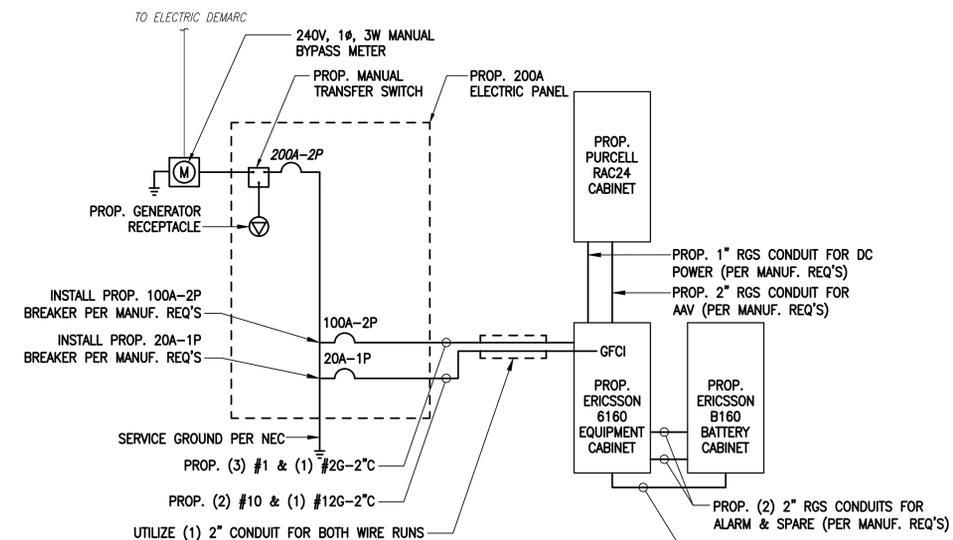 TO ELECTRIC DEMARC
240V, 1ø, 3W MANUAL
BYPASS METER
PROP. MANUAL
TRANSFER SWITCH
PROP. 200A
ELECTRIC PANEL
PROP.
PURCELL
RAC24
CABINET
200A-2P
M
PROP. GENERATOR
RECEPTACLE
PROP. 1" RGS CONDUIT FOR DC
POWER (PER MANUF. REQ'S)
PROP. 2" RGS CONDUIT FOR
AAV (PER MANUF. REQ'S)
INSTALL PROP. 100A-2P
BREAKER PER MANUF. REQ'S
100A-2P
INSTALL PROP. 20A-1P
BREAKER PER MANUF. REQ'S
20A-1P
GFCI
PROP.
ERICSSON
6160
EQUIPMENT
CABINET
PROP.
ERICSSON
B160
BATTERY
CABINET
SERVICE GROUND PER NEC
PROP. (3) #1 & (1) #2G-2"C
PROP. (2) #10 & (1) #12G-2"C
UTILIZE (1) 2" CONDUIT FOR BOTH WIRE RUNS
PROP. (2) 2" RGS CONDUITS FOR
ALARM & SPARE (PER MANUF. REQ'S)